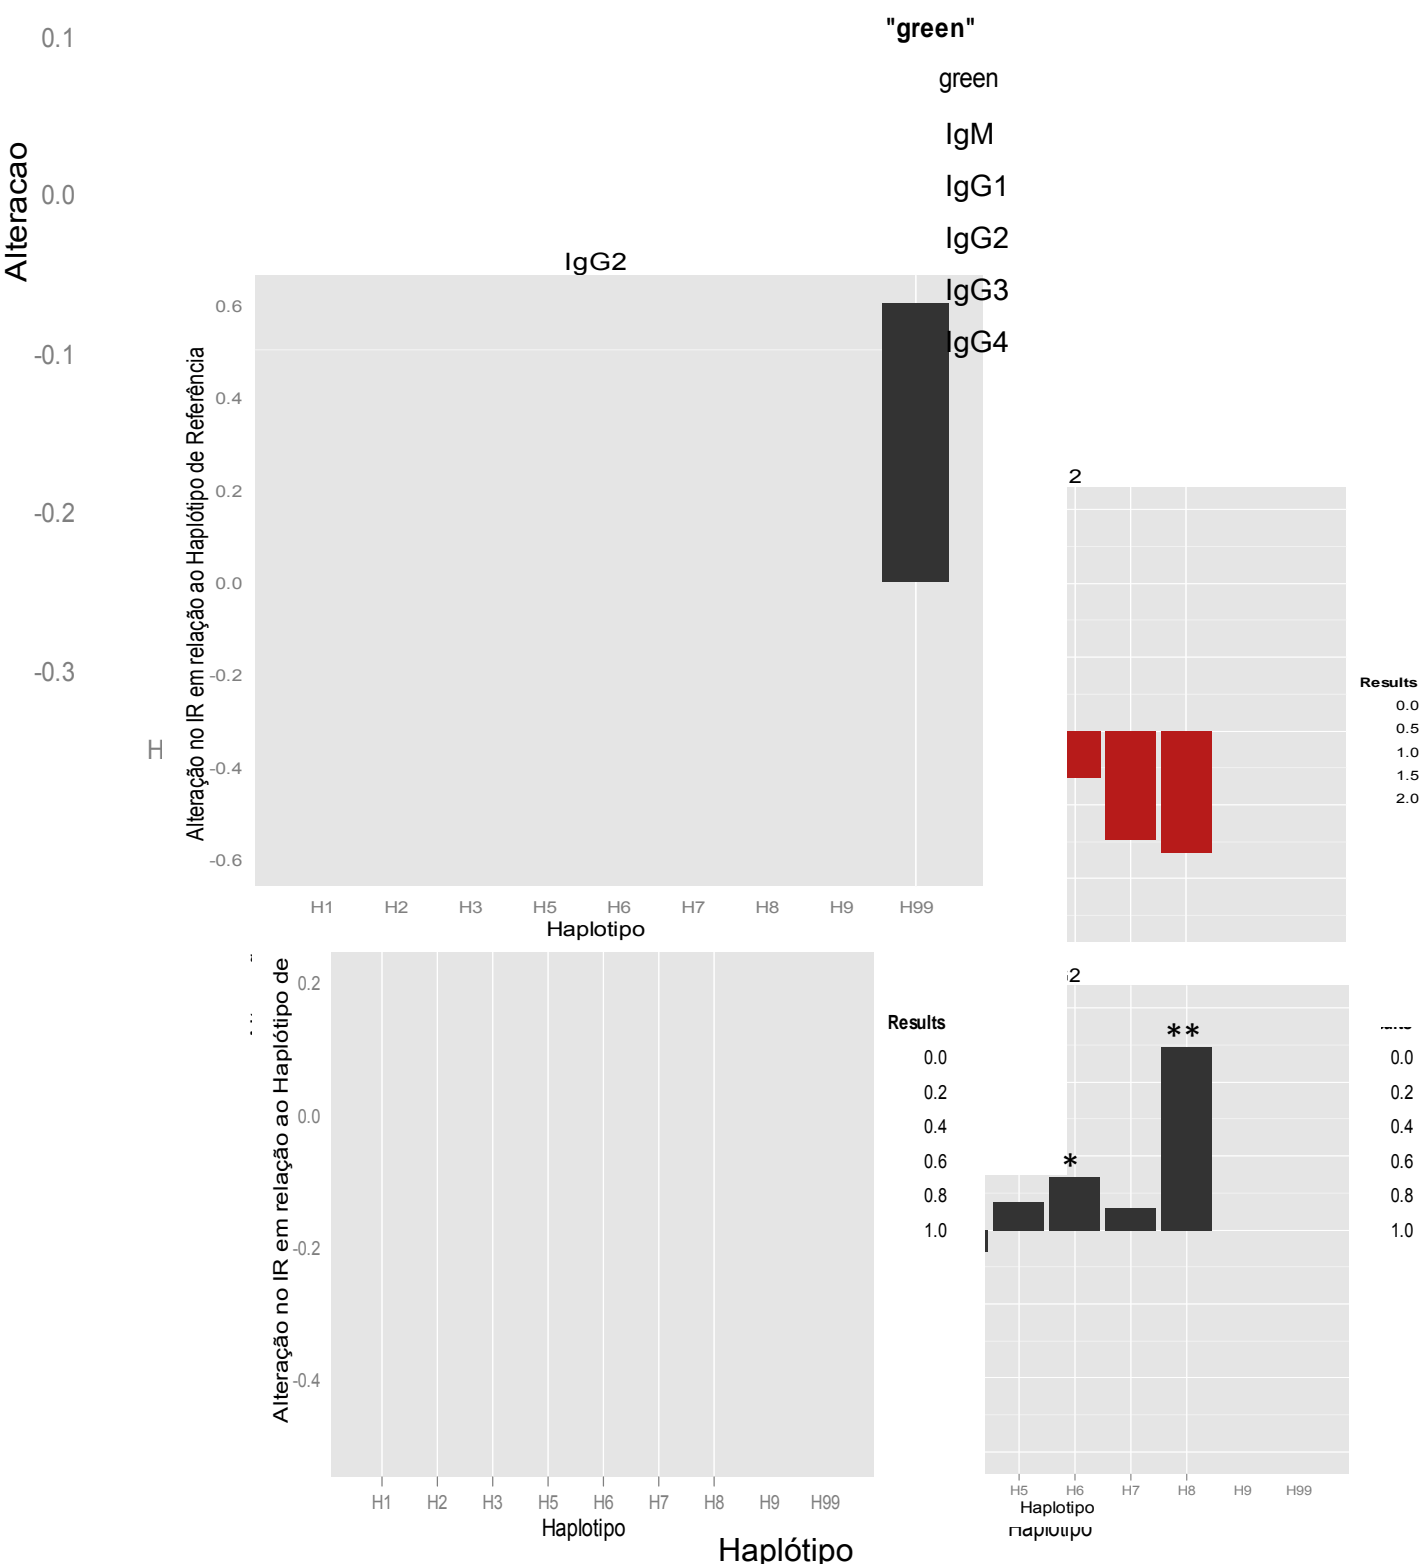 0.1
0.0
-0.1
-0.2
-0.3
Alteracao
H
"green"
green
IgM
IgG1
IgG2
IgG3
IgG4
IgG2
Alteração no IR em relação ao Haplótipo de Referência
0.6
0.4
0.2
0.0
-0.2
-0.4
-0.6
H1 H2 H3 H5 H6 H7 H8 H9 H99
Haplotipo
2
Results
0.0
0.5
1.0
1.5
2.0
Alteração no IR em relação ao Haplótipo de
0.2
0.0
-0.2
-0.4
H1 H2 H3 H5 H6 H7 H8 H9 H99
Haplotipo
Results
0.0
0.2
0.4
0.6
0.8
1.0
2
**
*
H5 H6 H7 H8 H9 H99
Haplotipo
0.0
0.2
0.4
0.6
0.8
1.0
Haplótipo